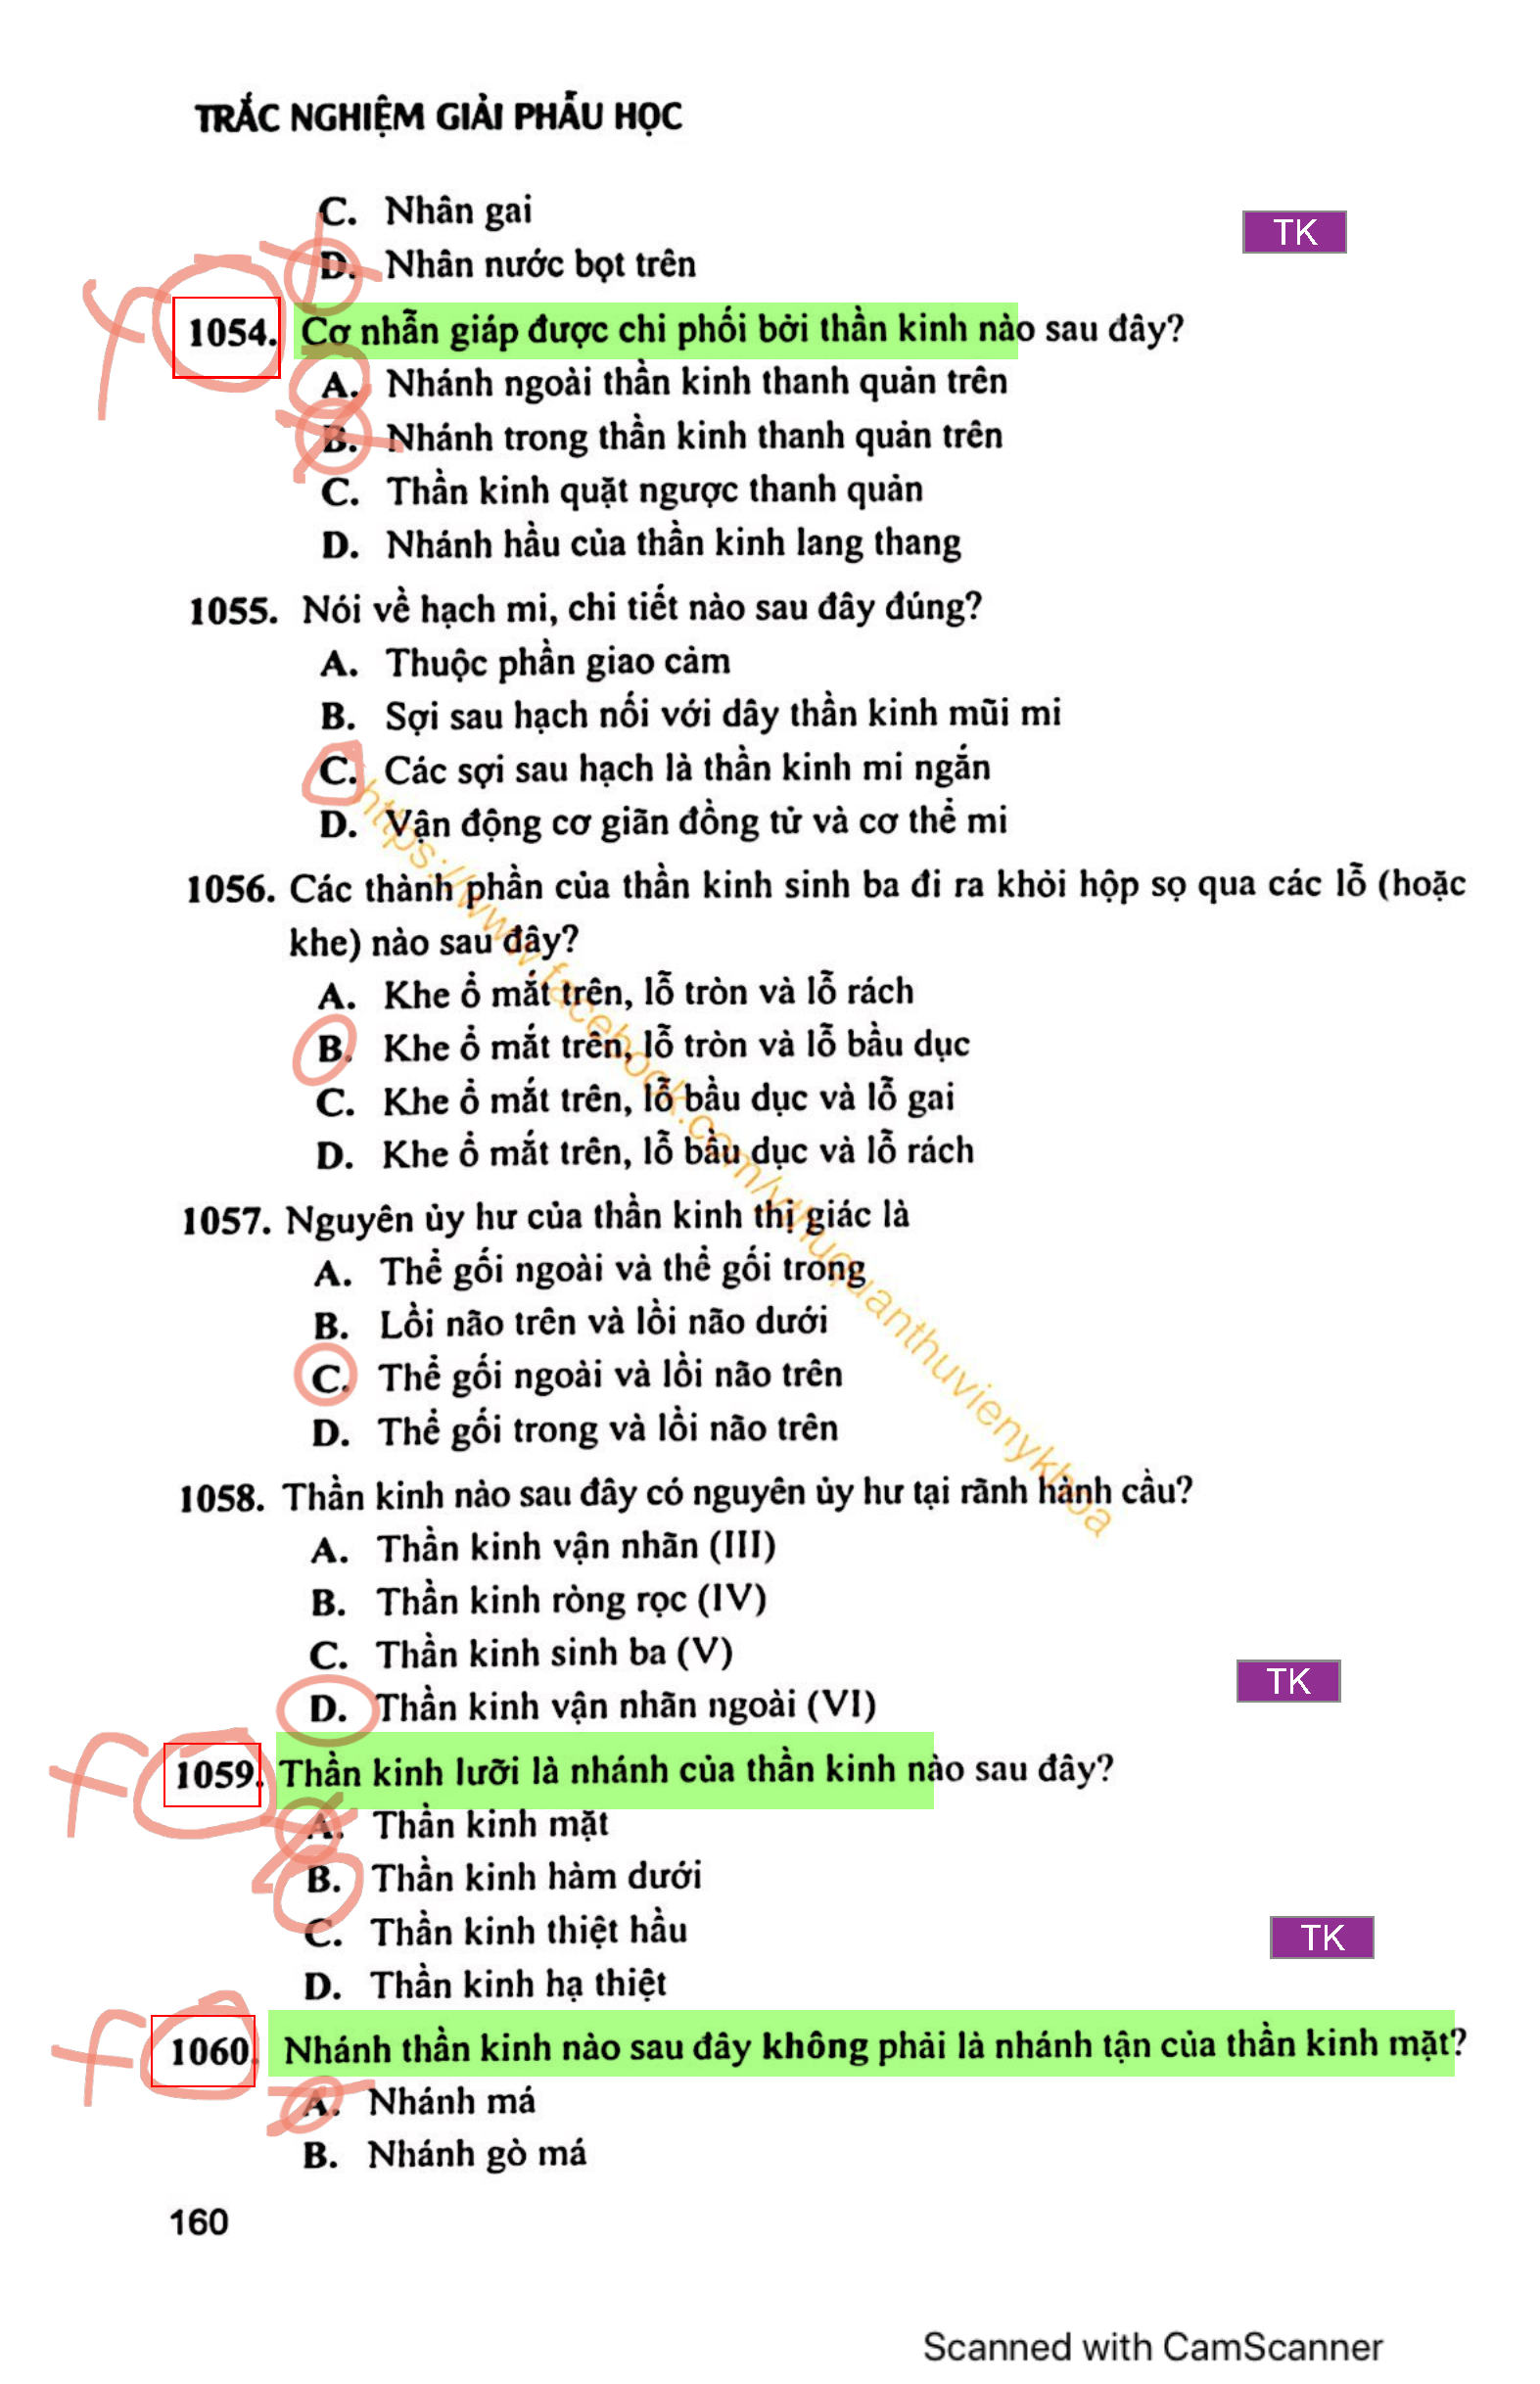 TRẮC NGHIỆM GIẢI PHẪU HỌC
C. Nhân gai
TK
D. Nhân nước bọt trên
1054. Cơ nhẫn giáp được chi phối bởi thần kinh nào sau đây?
A. Nhánh ngoài thần kinh thanh quản trên
B. Nhánh trong thần kinh thanh quản trên
C. Thần kinh quặt ngược thanh quản
D. Nhánh hầu của thần kinh lang thang
1055. Nói về hạch mi, chi tiết nào sau đây đúng?
A. Thuộc phần giao cảm
B. Sợi sau hạch nối với dây thần kinh mũi mi
C. Các sợi sau hạch là thần kinh mi ngắn
D. Vận động cơ giãn đồng tử và cơ thể mi
https://www.facebook.com/ythuquanthuvienykhoa
1056. Các thành phần của thần kinh sinh ba đi ra khỏi hộp sọ qua các lỗ (hoặc
khe) nào sau đây?
A. Khe ổ mắt trên, lỗ tròn và lỗ rách
B. Khe ổ mắt trên, lỗ tròn và lỗ bầu dục
C. Khe ổ mắt trên, lỗ bầu dục và lỗ gai
D. Khe ổ mắt trên, lỗ bầu dục và lỗ rách
1057. Nguyên ủy hư của thần kinh thị giác là
A. Thể gối ngoài và thể gối trong
B. Lồi não trên và lồi não dưới
C. Thể gối ngoài và lồi não trên
D. Thể gối trong và lồi não trên
1058. Thần kinh nào sau đây có nguyên ủy hư tại rãnh hành cầu?
A. Thần kinh vận nhãn (III)
B. Thần kinh ròng rọc (IV)
C. Thần kinh sinh ba (V)
TK
D. Thần kinh vận nhãn ngoài (VI)
1059. Thần kinh lưỡi là nhánh của thần kinh nào sau đây?
A. Thần kinh mặt
B. Thần kinh hàm dưới
C. Thần kinh thiệt hầu
TK
D. Thần kinh hạ thiệt
1060. Nhánh thần kinh nào sau đây không phải là nhánh tận của thần kinh mặt?
A. Nhánh má
B. Nhánh gò má
160
Scanned with CamScanner